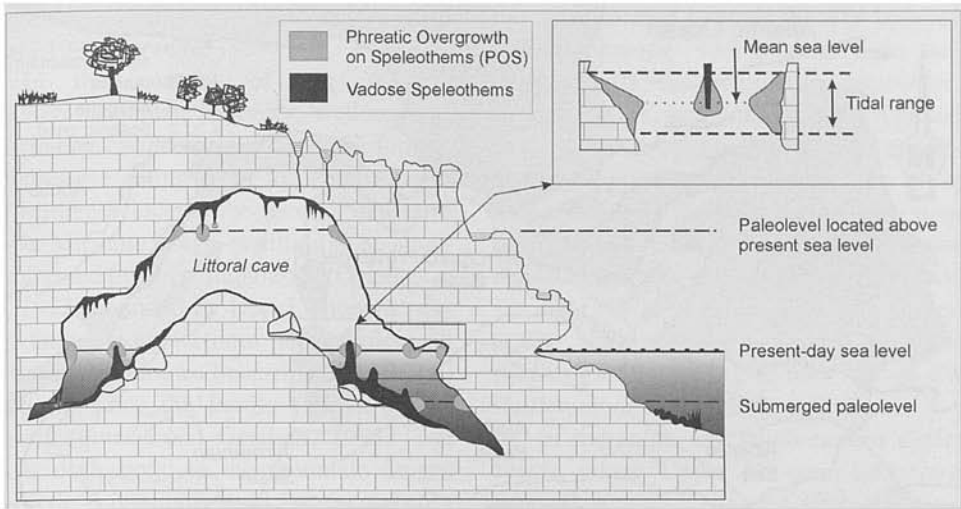 Phreatic Overgrowth
on Speleothems (POS)
Vadose Speleothems
Mean sea level
Tidal range
Paleolevel located above
present sea level
Littoral cave
Present-day sea level
Submerged paleolevel